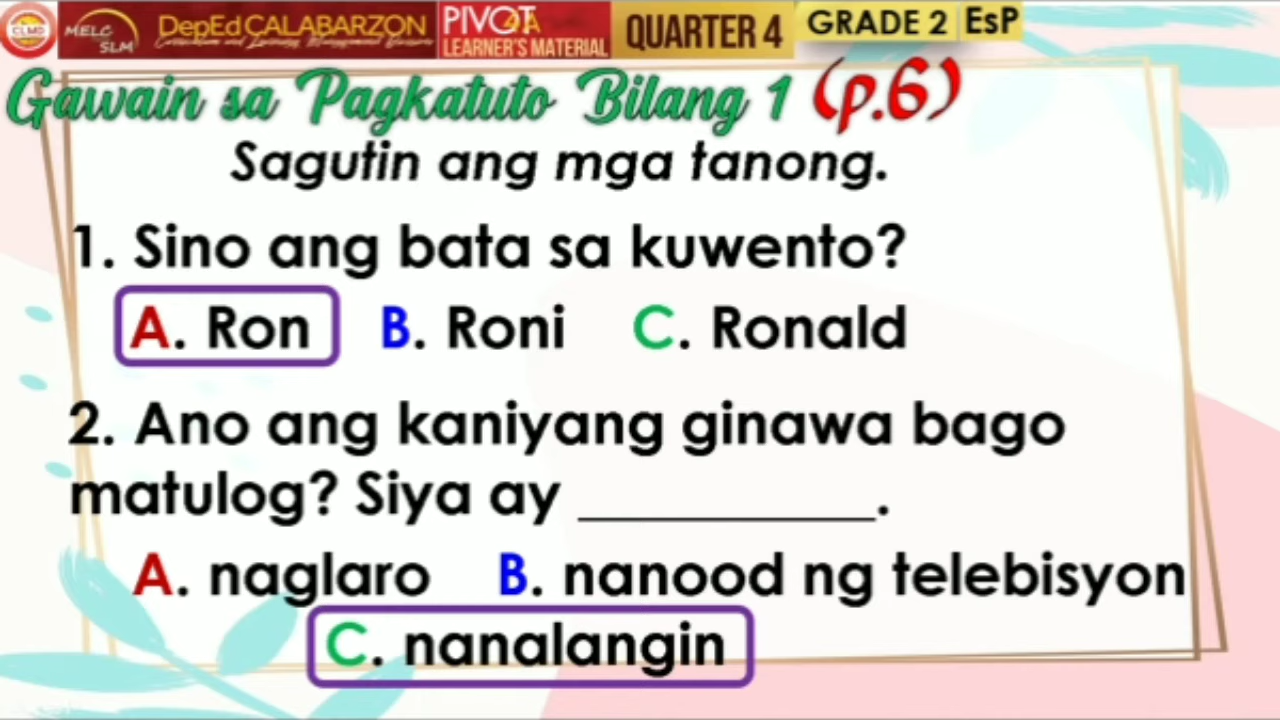 CLMD MELC SLM DepEd CALABARZON PIVOT 4A LEARNER'S MATERIAL QUARTER 4 GRADE 2 EsP
Gawain sa Pagkatuto Bilang 1 (p.6)
Sagutin ang mga tanong.
1. Sino ang bata sa kuwento?
A. Ron B. Roni C. Ronald
2. Ano ang kaniyang ginawa bago
matulog? Siya ay ___________.
A. naglaro B. nanood ng telebisyon
C. nanalangin